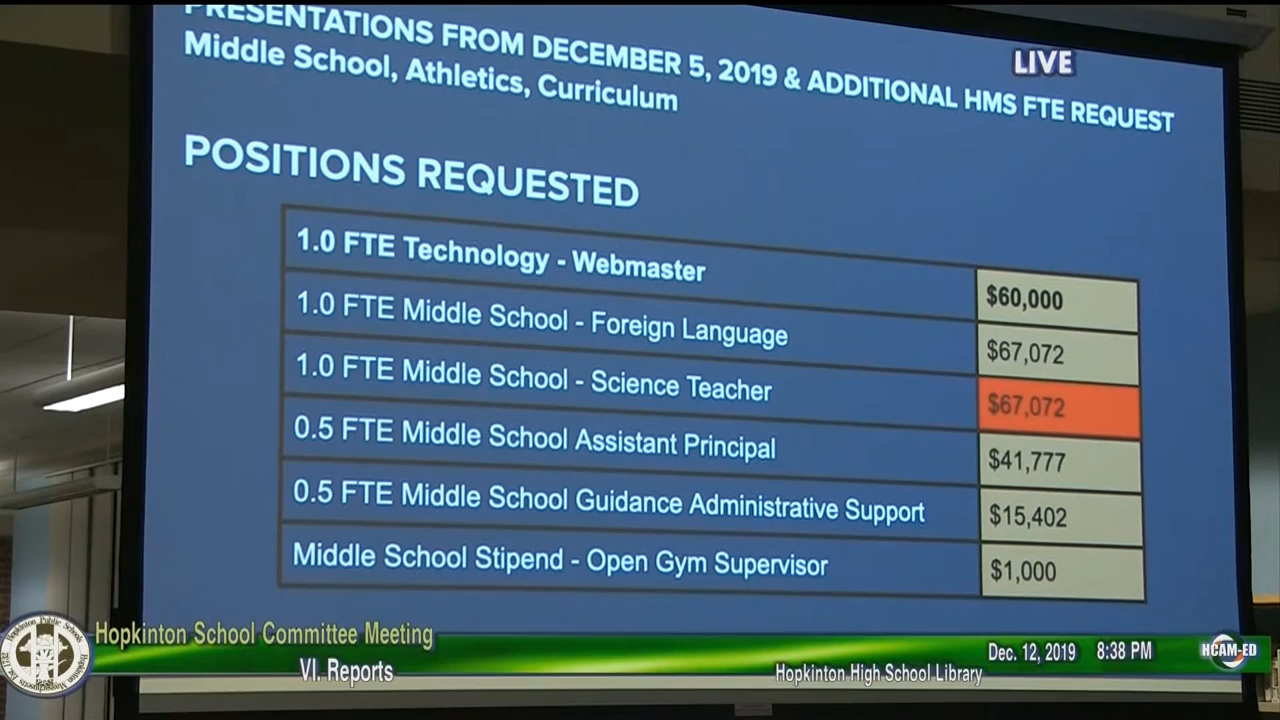 PRESENTATIONS FROM DECEMBER 5, 2019 & ADDITIONAL HMS FTE REQUEST
LIVE
Middle School, Athletics, Curriculum
POSITIONS REQUESTED
1.0 FTE Technology - Webmaster $60,000
1.0 FTE Middle School - Foreign Language $67,072
1.0 FTE Middle School - Science Teacher $67,072
0.5 FTE Middle School Assistant Principal $41,777
0.5 FTE Middle School Guidance Administrative Support $15,402
Middle School Stipend - Open Gym Supervisor $1,000
Hopkinton School Committee Meeting
VI. Reports
Hopkinton High School Library
Dec. 12, 2019 8:38 PM
HCAM-ED
Hopkinton Public Schools